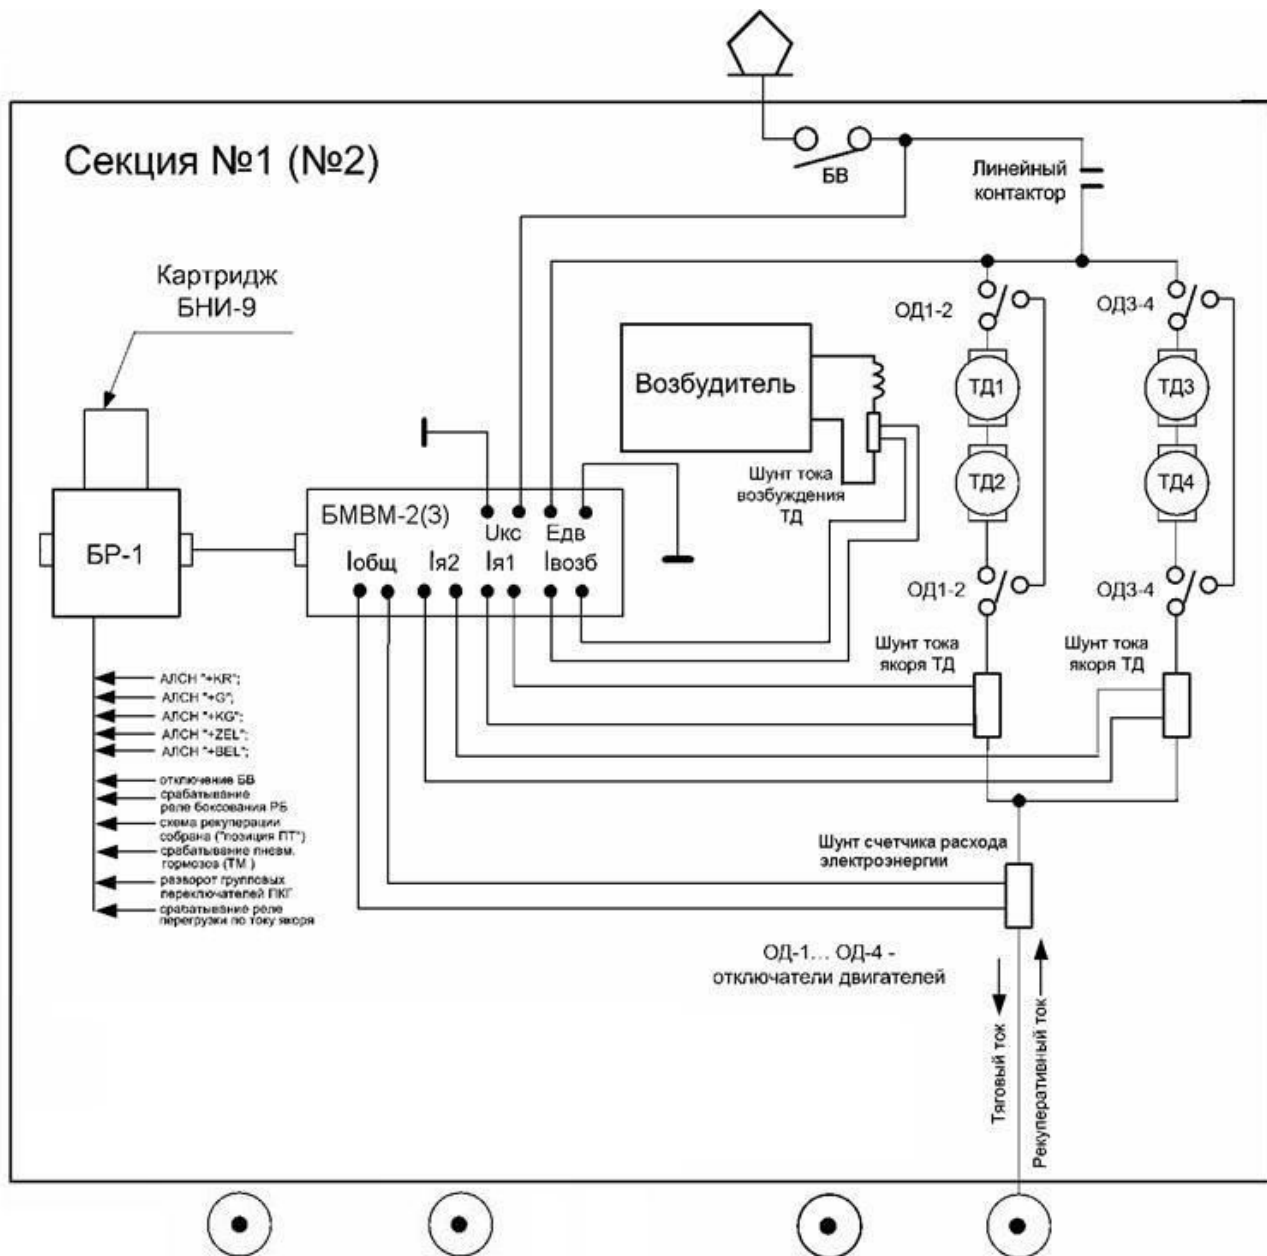 Секция №1 (№2)
БВ
Линейный
контактор
Картридж
БНИ-9
ОД1-2
ОД3-4
Возбудитель
ТД1
ТД3
Шунт тока
возбуждения
ТД
ТД2
ТД4
БР-1
БМВМ-2(3)
Uкс
Eдв
Iобщ
Iя2
Iя1
Iвозб
ОД1-2
ОД3-4
Шунт тока
якоря ТД
Шунт тока
якоря ТД
АЛСН "+KR";
АЛСН "+G";
АЛСН "+KG";
АЛСН "+ZEL";
АЛСН "+BEL";
отключение БВ
срабатывание
реле боксования РБ
схема рекуперации
собрана ("позиция ПТ")
срабатывание пневм.
тормозов (ТМ )
разворот групповых
переключателей ПКГ
срабатывание реле
перегрузки по току якоря
Шунт счетчика расхода
электроэнергии
ОД-1... ОД-4 -
отключатели двигателей
Тяговый ток
Рекуперативный ток